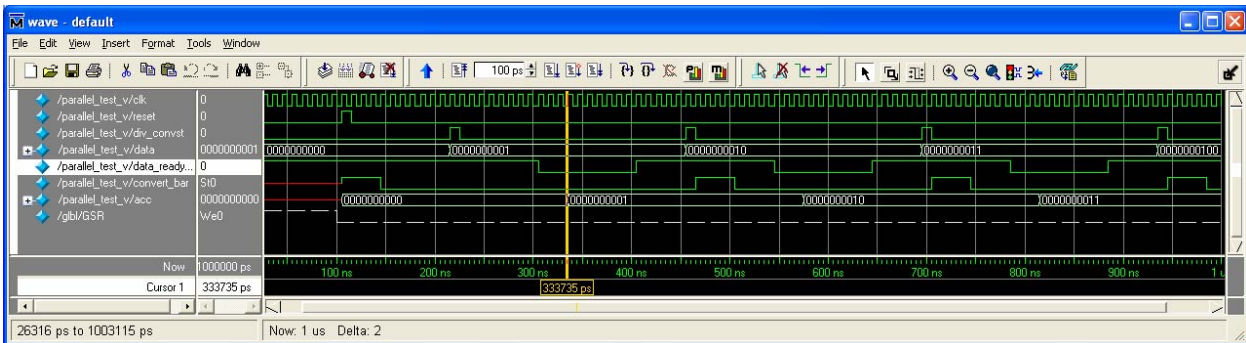 wave - default
File Edit View Insert Format Tools Window
100 ps
/parallel_test_v/clk 0
/parallel_test_v/reset 0
/parallel_test_v/div_convst 0
/parallel_test_v/data 0000000001 0000000000 0000000001 0000000010 0000000011 0000000100
/parallel_test_v/data_ready... 0
/parallel_test_v/convert_bar St0
/parallel_test_v/acc 0000000000 0000000000 0000000001 0000000010 0000000011
/glbl/GSR We0
Now 1000000 ps 100 ns 200 ns 300 ns 400 ns 500 ns 600 ns 700 ns 800 ns 900 ns 1 u
Cursor 1 333735 ps 333735 ps
26316 ps to 1003115 ps Now: 1 us Delta: 2